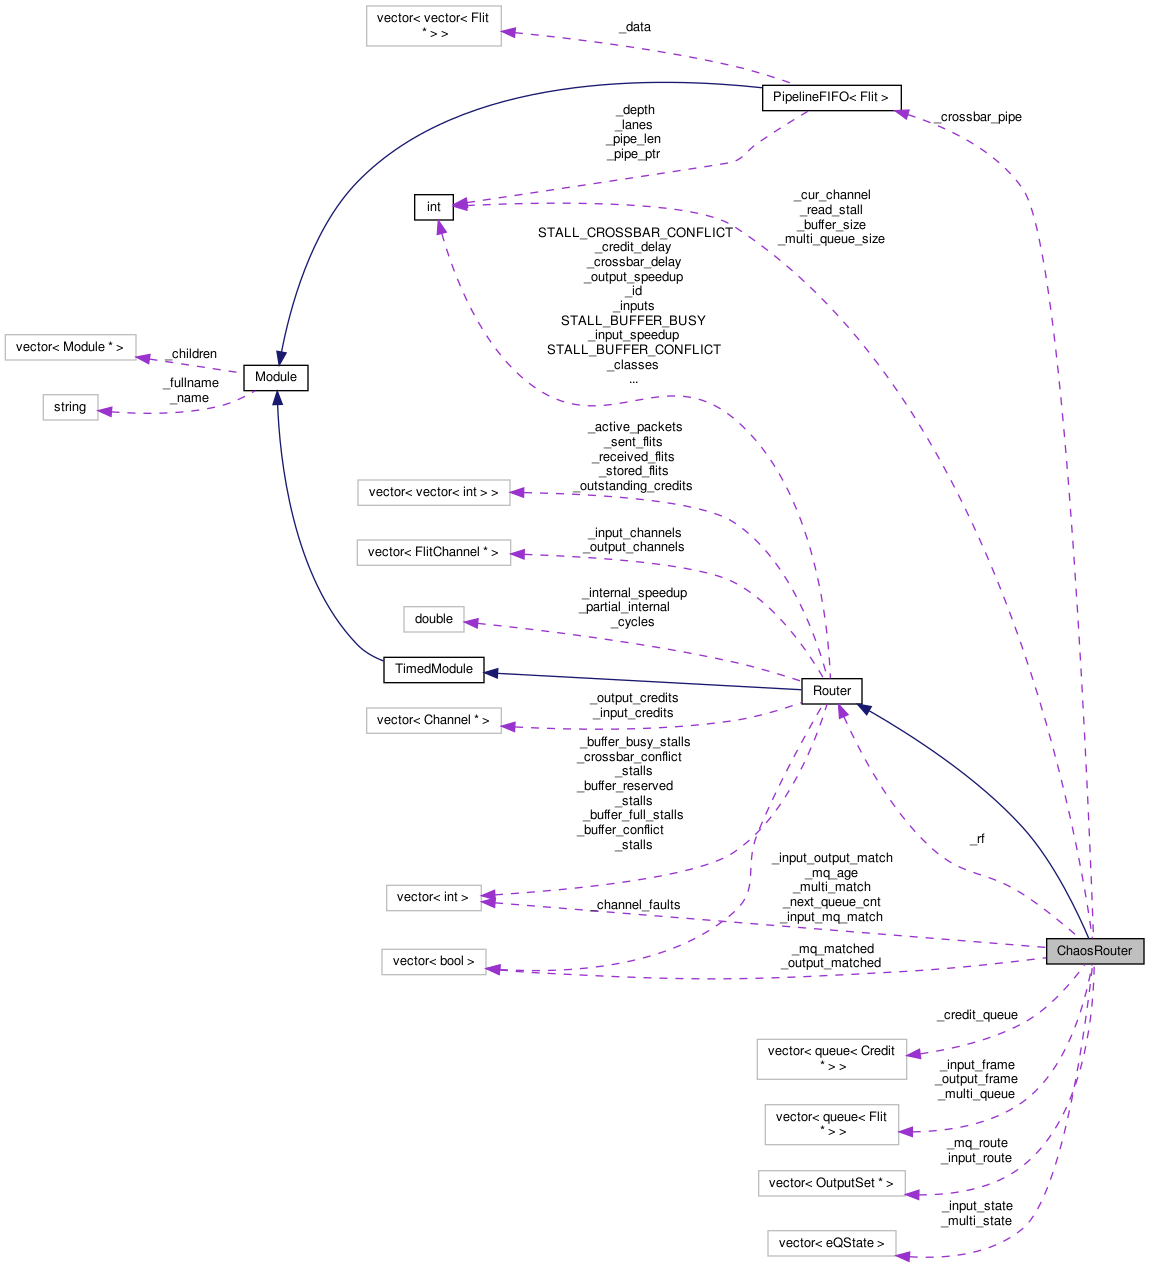 vector< vector< Flit
* > >
_data
PipelineFIFO< Flit >
_depth
_lanes
_pipe_len
_pipe_ptr
_crossbar_pipe
int
_cur_channel
_read_stall
_buffer_size
_multi_queue_size
STALL_CROSSBAR_CONFLICT
_credit_delay
_crossbar_delay
_output_speedup
_id
_inputs
STALL_BUFFER_BUSY
_input_speedup
STALL_BUFFER_CONFLICT
_classes
...
vector< Module * >
_children
Module
_fullname
_name
string
_active_packets
_sent_flits
_received_flits
_stored_flits
_outstanding_credits
vector< vector< int > >
_input_channels
_output_channels
vector< FlitChannel * >
_internal_speedup
_partial_internal
_cycles
double
TimedModule
Router
_output_credits
_input_credits
vector< Channel * >
_buffer_busy_stalls
_crossbar_conflict
_stalls
_buffer_reserved
_stalls
_buffer_full_stalls
_buffer_conflict
_stalls
_rf
_input_output_match
_mq_age
_multi_match
_next_queue_cnt
_input_mq_match
vector< int >
_channel_faults
vector< bool >
_mq_matched
_output_matched
ChaosRouter
_credit_queue
vector< queue< Credit
* > >
_input_frame
_output_frame
_multi_queue
vector< queue< Flit
* > >
_mq_route
_input_route
vector< OutputSet * >
_input_state
_multi_state
vector< eQState >